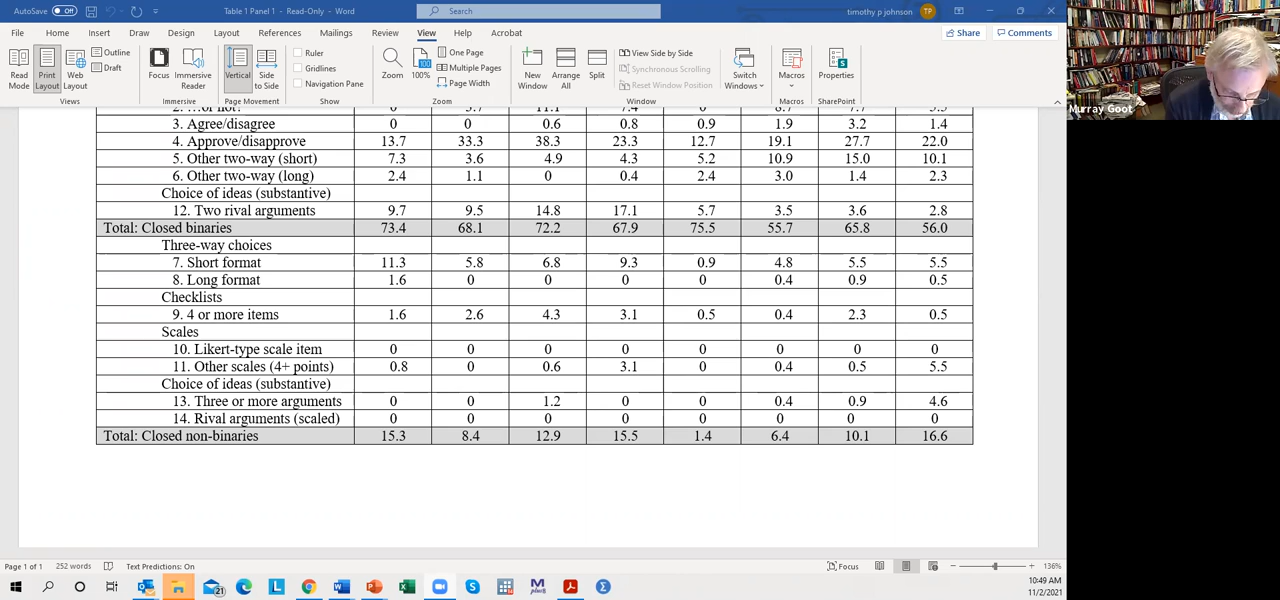 AutoSave Off Table 1 Panel 1 - Read-Only - Word Search timothy p johnson TP
File Home Insert Draw Design Layout References Mailings Review View Help Acrobat Share Comments
Read Mode Print Layout Web Layout Outline Draft Focus Immersive Reader Vertical Side to Side Ruler Gridlines Navigation Pane Zoom 100 100% One Page Multiple Pages Page Width New Window Arrange All Split View Side by Side Synchronous Scrolling Reset Window Position Switch Windows Macros Properties
Views Immersive Page Movement Show Zoom Window Macros SharePoint
Murray Goot
3. Agree/disagree 0 0 0.6 0.8 0.9 1.9 3.2 1.4
4. Approve/disapprove 13.7 33.3 38.3 23.3 12.7 19.1 27.7 22.0
5. Other two-way (short) 7.3 3.6 4.9 4.3 5.2 10.9 15.0 10.1
6. Other two-way (long) 2.4 1.1 0 0.4 2.4 3.0 1.4 2.3
Choice of ideas (substantive)
12. Two rival arguments 9.7 9.5 14.8 17.1 5.7 3.5 3.6 2.8
Total: Closed binaries 73.4 68.1 72.2 67.9 75.5 55.7 65.8 56.0
Three-way choices
7. Short format 11.3 5.8 6.8 9.3 0.9 4.8 5.5 5.5
8. Long format 1.6 0 0 0 0 0.4 0.9 0.5
Checklists
9. 4 or more items 1.6 2.6 4.3 3.1 0.5 0.4 2.3 0.5
Scales
10. Likert-type scale item 0 0 0 0 0 0 0 0
11. Other scales (4+ points) 0.8 0 0.6 3.1 0 0.4 0.5 5.5
Choice of ideas (substantive)
13. Three or more arguments 0 0 1.2 0 0 0.4 0.9 4.6
14. Rival arguments (scaled) 0 0 0 0 0 0 0 0
Total: Closed non-binaries 15.3 8.4 12.9 15.5 1.4 6.4 10.1 16.6
Page 1 of 1 252 words Text Predictions: On Focus 136%
21 10:49 AM
11/2/2021